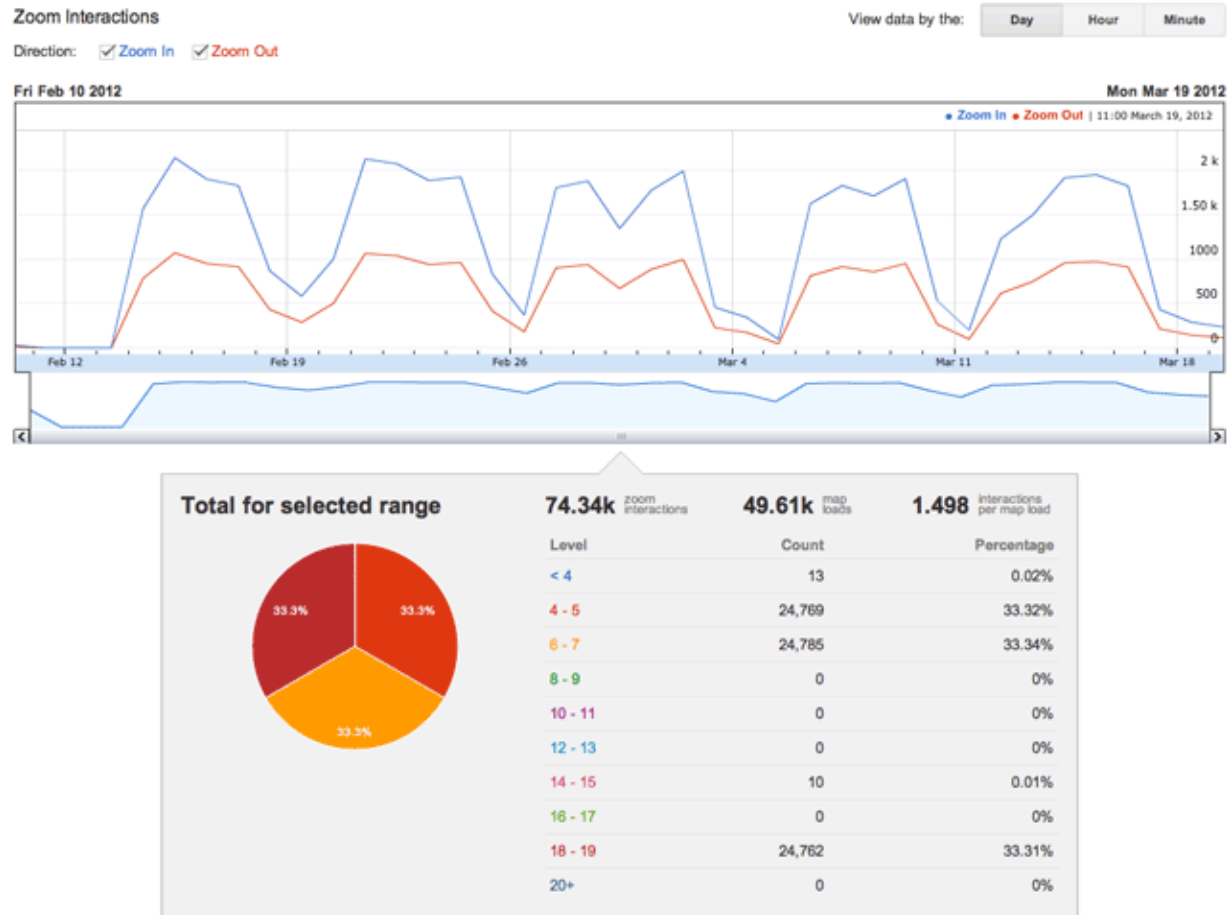 Zoom Interactions
View data by the: Day Hour Minute
Direction: Zoom In Zoom Out
Fri Feb 10 2012 Mon Mar 19 2012
Zoom In Zoom Out | 11:00 March 19, 2012
2 k
1.50 k
1000
500
0
Feb 12 Feb 19 Feb 26 Mar 4 Mar 11 Mar 18
Total for selected range
74.34k zoom interactions 49.61k map loads 1.498 interactions per map load
33.3% 33.3%
33.3%
Level Count Percentage
< 4 13 0.02%
4 - 5 24,769 33.32%
6 - 7 24,785 33.34%
8 - 9 0 0%
10 - 11 0 0%
12 - 13 0 0%
14 - 15 10 0.01%
16 - 17 0 0%
18 - 19 24,762 33.31%
20+ 0 0%